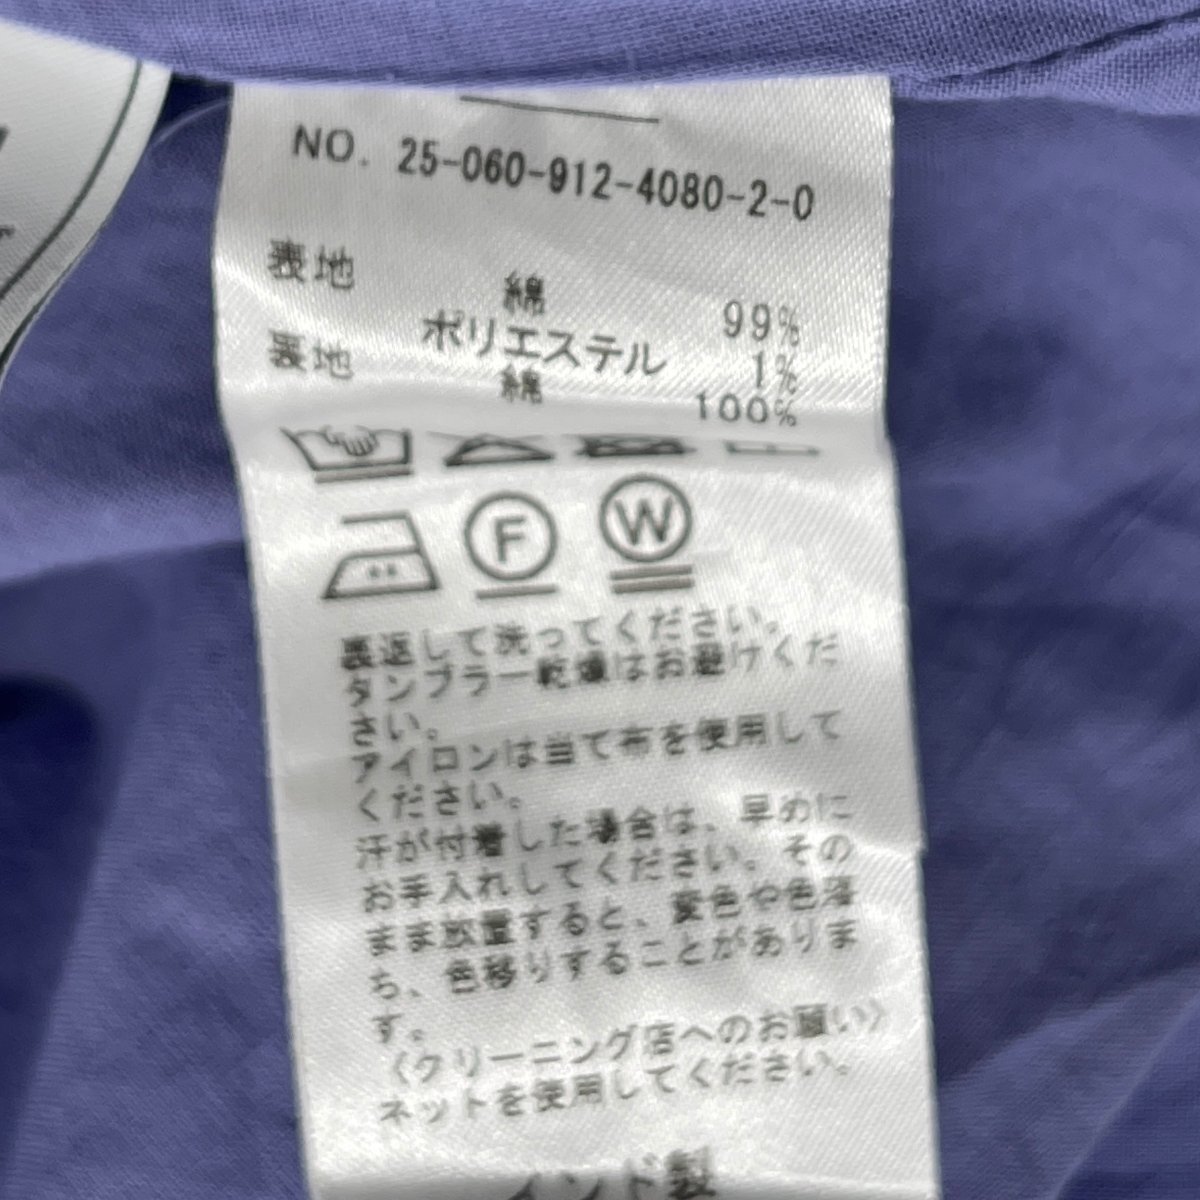 NO. 25-060-912-4080-2-0
表地 綿 99%
ポリエステル 1%
裏地 綿 100%
F W
裏返して洗ってください。
タンブラー乾燥はお避けくだ
さい。
アイロンは当て布を使用して
ください。
汗が付着した場合は、早めに
お手入れしてください。その
まま放置すると、変色や色落
ち、色移りすることがありま
す。
〈クリーニング店へのお願い〉
ネットを使用してください。
インド製